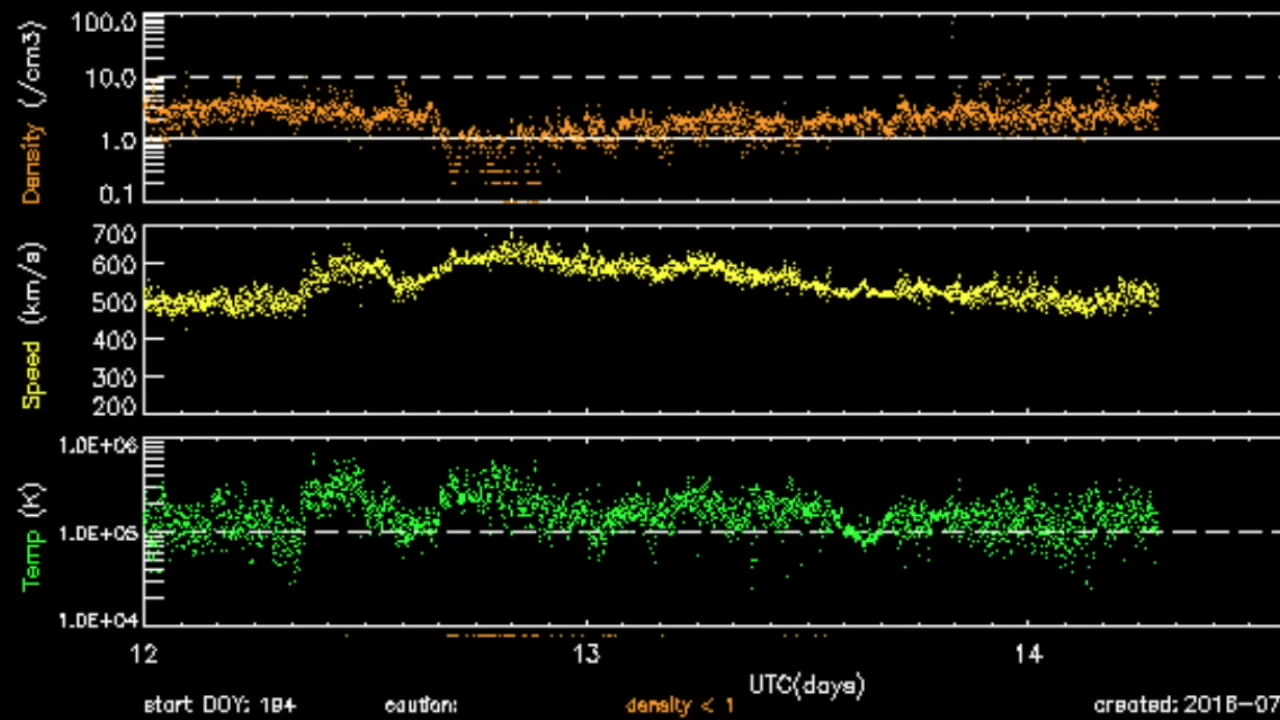 Density (/cm3)
100.0
10.0
1.0
0.1
Speed (km/s)
700
600
500
400
300
200
Temp (K)
1.0E+06
1.0E+05
1.0E+04
12 13 14
UTC(days)
start DOY: 194 caution: density < 1 created: 2016-07